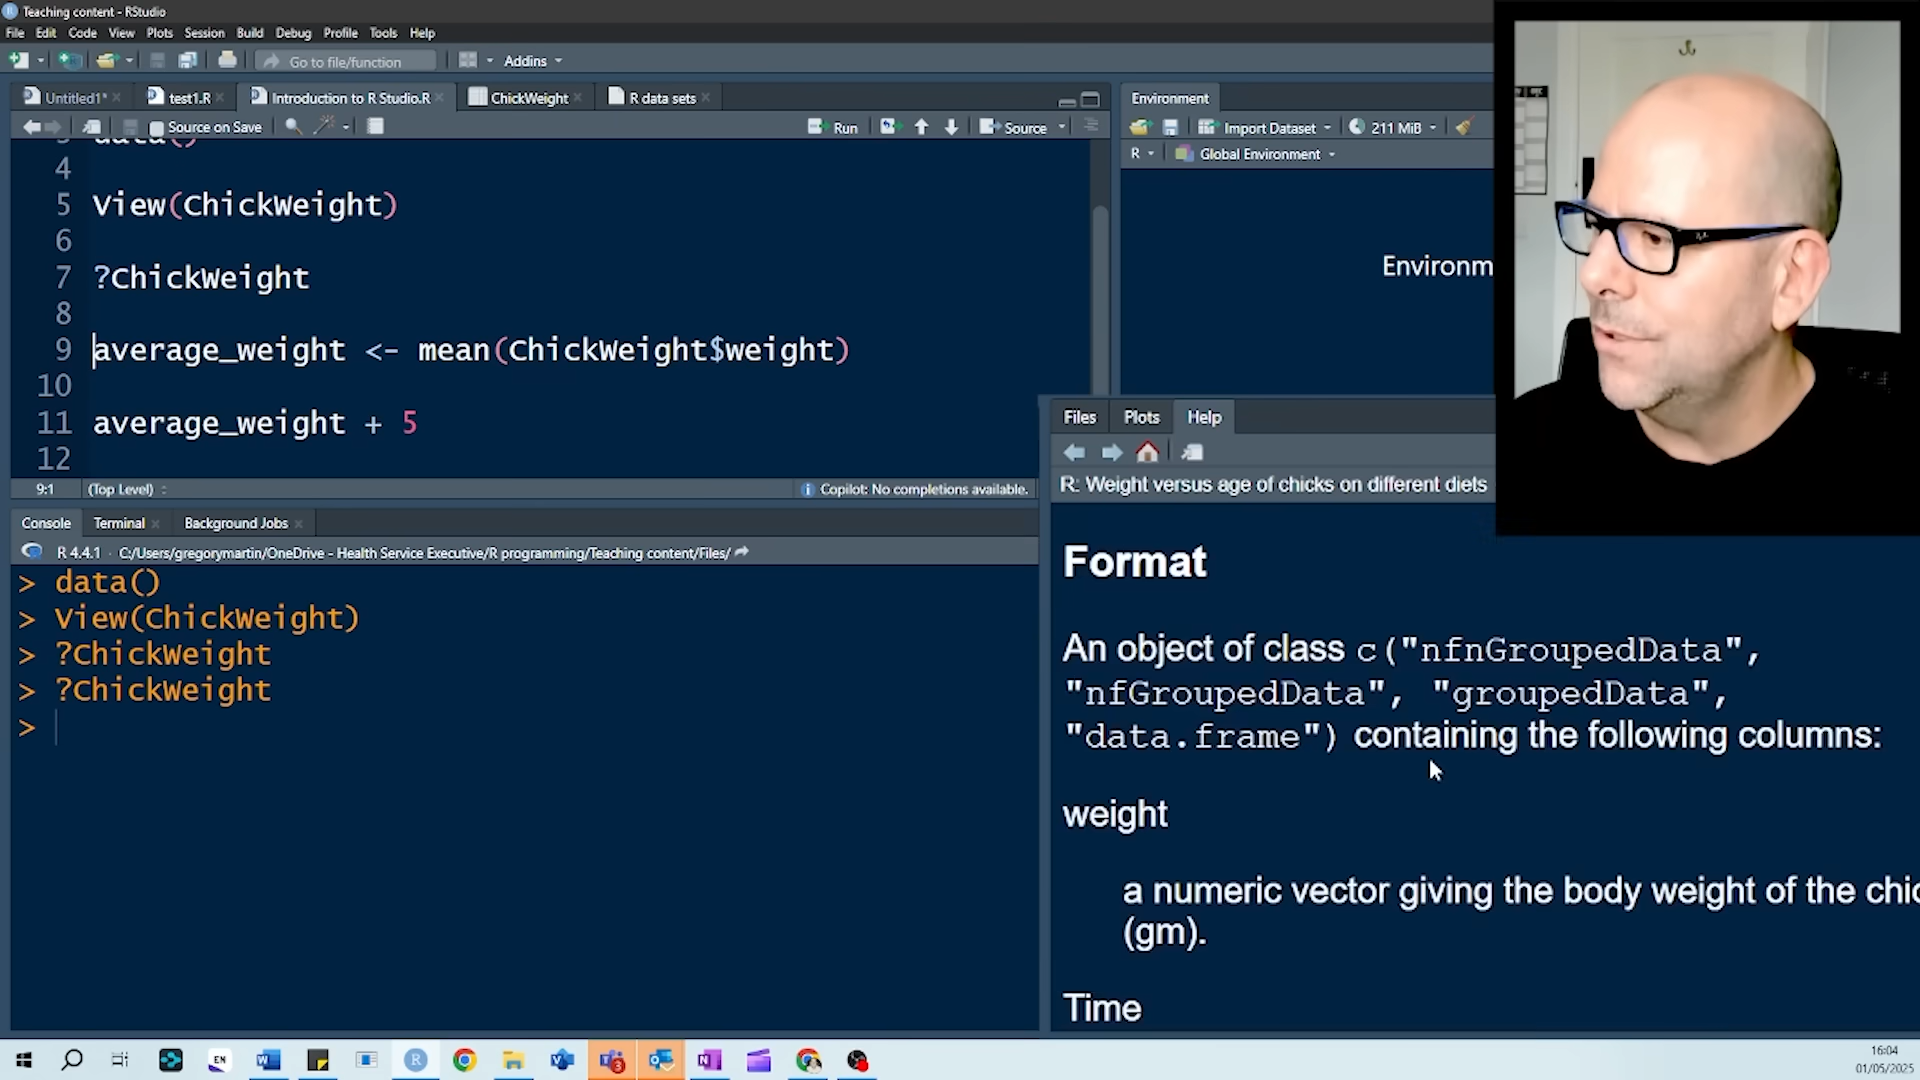 Teaching content - RStudio
File Edit Code View Plots Session Build Debug Profile Tools Help
Go to file/function Addins
Untitled1* test1.R Introduction to R Studio.R ChickWeight R data sets
Source on Save Run Source
3 data()
4
5 View(ChickWeight)
6
7 ?ChickWeight
8
9 average_weight <- mean(ChickWeight$weight)
10
11 average_weight + 5
12
9:1 (Top Level) Copilot: No completions available.
Console Terminal Background Jobs
R 4.4.1 · C:/Users/gregorymartin/OneDrive - Health Service Executive/R programming/Teaching content/Files/
> data()
> View(ChickWeight)
> ?ChickWeight
> ?ChickWeight
>
Environment
Import Dataset 211 MiB
R Global Environment
Environm
Files Plots Help
R: Weight versus age of chicks on different diets
Format
An object of class c("nfnGroupedData",
"nfGroupedData", "groupedData",
"data.frame") containing the following columns:
weight
a numeric vector giving the body weight of the chic
(gm).
Time
EN
3
16:04
01/05/2025